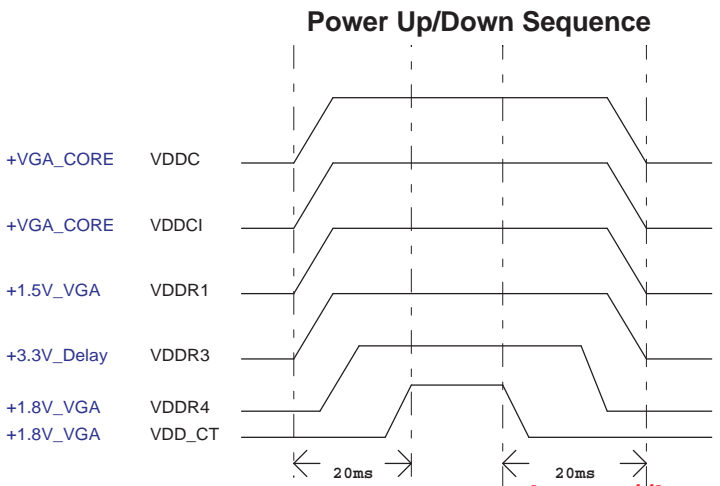 Power Up/Down Sequence
+VGA_CORE VDDC
+VGA_CORE VDDCI
+1.5V_VGA VDDR1
+3.3V_Delay VDDR3
+1.8V_VGA VDDR4
+1.8V_VGA VDD_CT
20ms 20ms